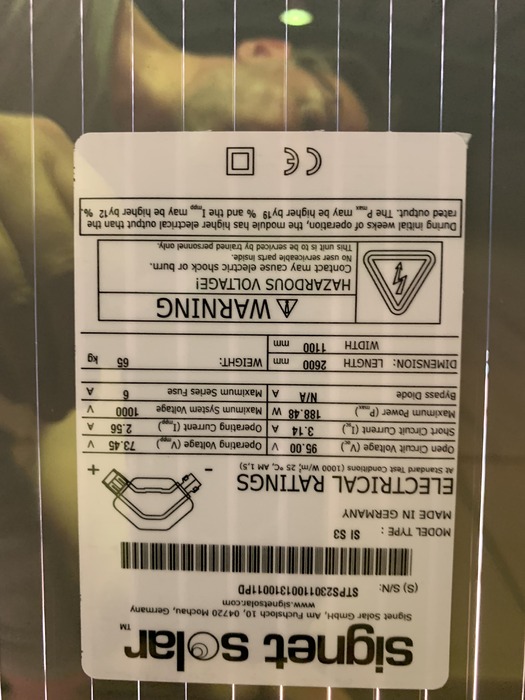 signet solar™
Signet Solar, GmbH, Am Fuchsloch 10, 04720 Mochau, Germany
www.signetsolar.com
(S) S/N: STPS23011001310011PD
MODEL TYPE : SI S3
MADE IN GERMANY
ELECTRICAL RATINGS
At Standard Test Conditions (1000 W/m², 25 °C, AM 1,5)
- +
Open Circuit Voltage (Voc) 95.00 V Operating Voltage (Vmpp) 73.45 V
Short Circuit Current (Isc) 3.14 A Operating Current (Impp) 2.56 A
Maximum Power (Pmax) 188.48 W Maximum System Voltage 1000 V
Bypass Diode N/A A Maximum Series Fuse 6 A
DIMENSION: LENGTH 2600 mm WEIGHT: 65 kg
WIDTH 1100 mm
WARNING
HAZARDOUS VOLTAGE!
Contact may cause electric shock or burn.
No user serviceable parts inside.
This unit is to be serviced by trained personnel only.
During initial weeks of operation, the module has higher electrical output than the
rated output. The Pmax may be higher by 19 % and the Impp may be higher by 12 %.
CE